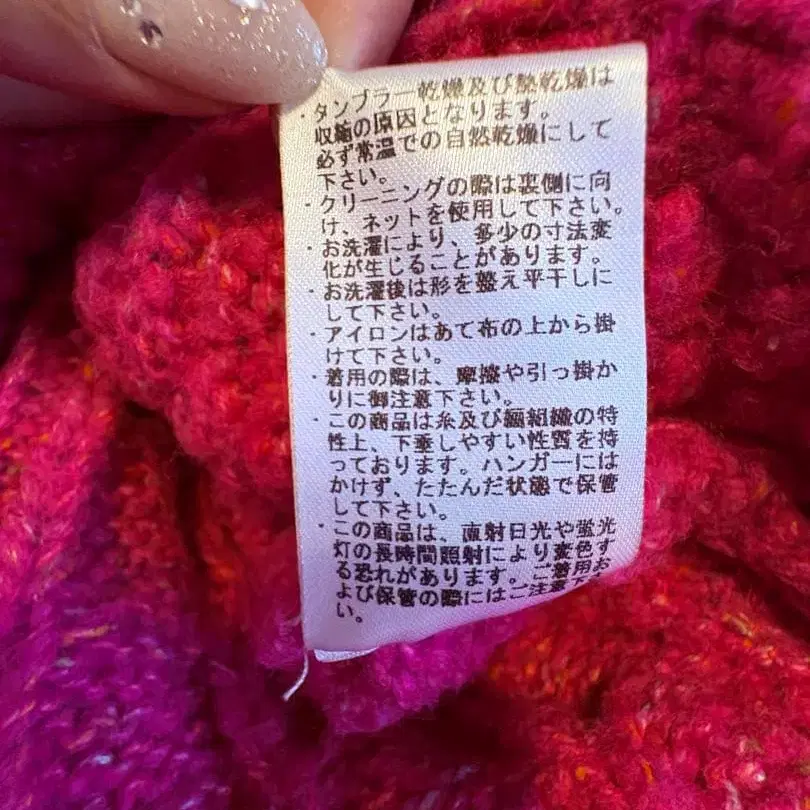 ・タンブラー乾燥及び熱乾燥は
収縮の原因となります。
必ず常温での自然乾燥にして
下さい。
・クリーニングの際は裏側に向
け、ネットを使用して下さい。
・お洗濯により、多少の寸法変
化が生じることがあります。
・お洗濯後は形を整え平干しに
して下さい。
・アイロンはあて布の上から掛
けて下さい。
・着用の際は、摩擦や引っ掛か
りに御注意下さい。
・この商品は糸及び編組織の特
性上、下垂しやすい性質を持
っております。ハンガーには
かけず、たたんだ状態で保管
して下さい。
・この商品は、直射日光や蛍光
灯の長時間照射により変色す
る恐れがあります。ご着用お
よび保管の際にはご注意下さ
い。